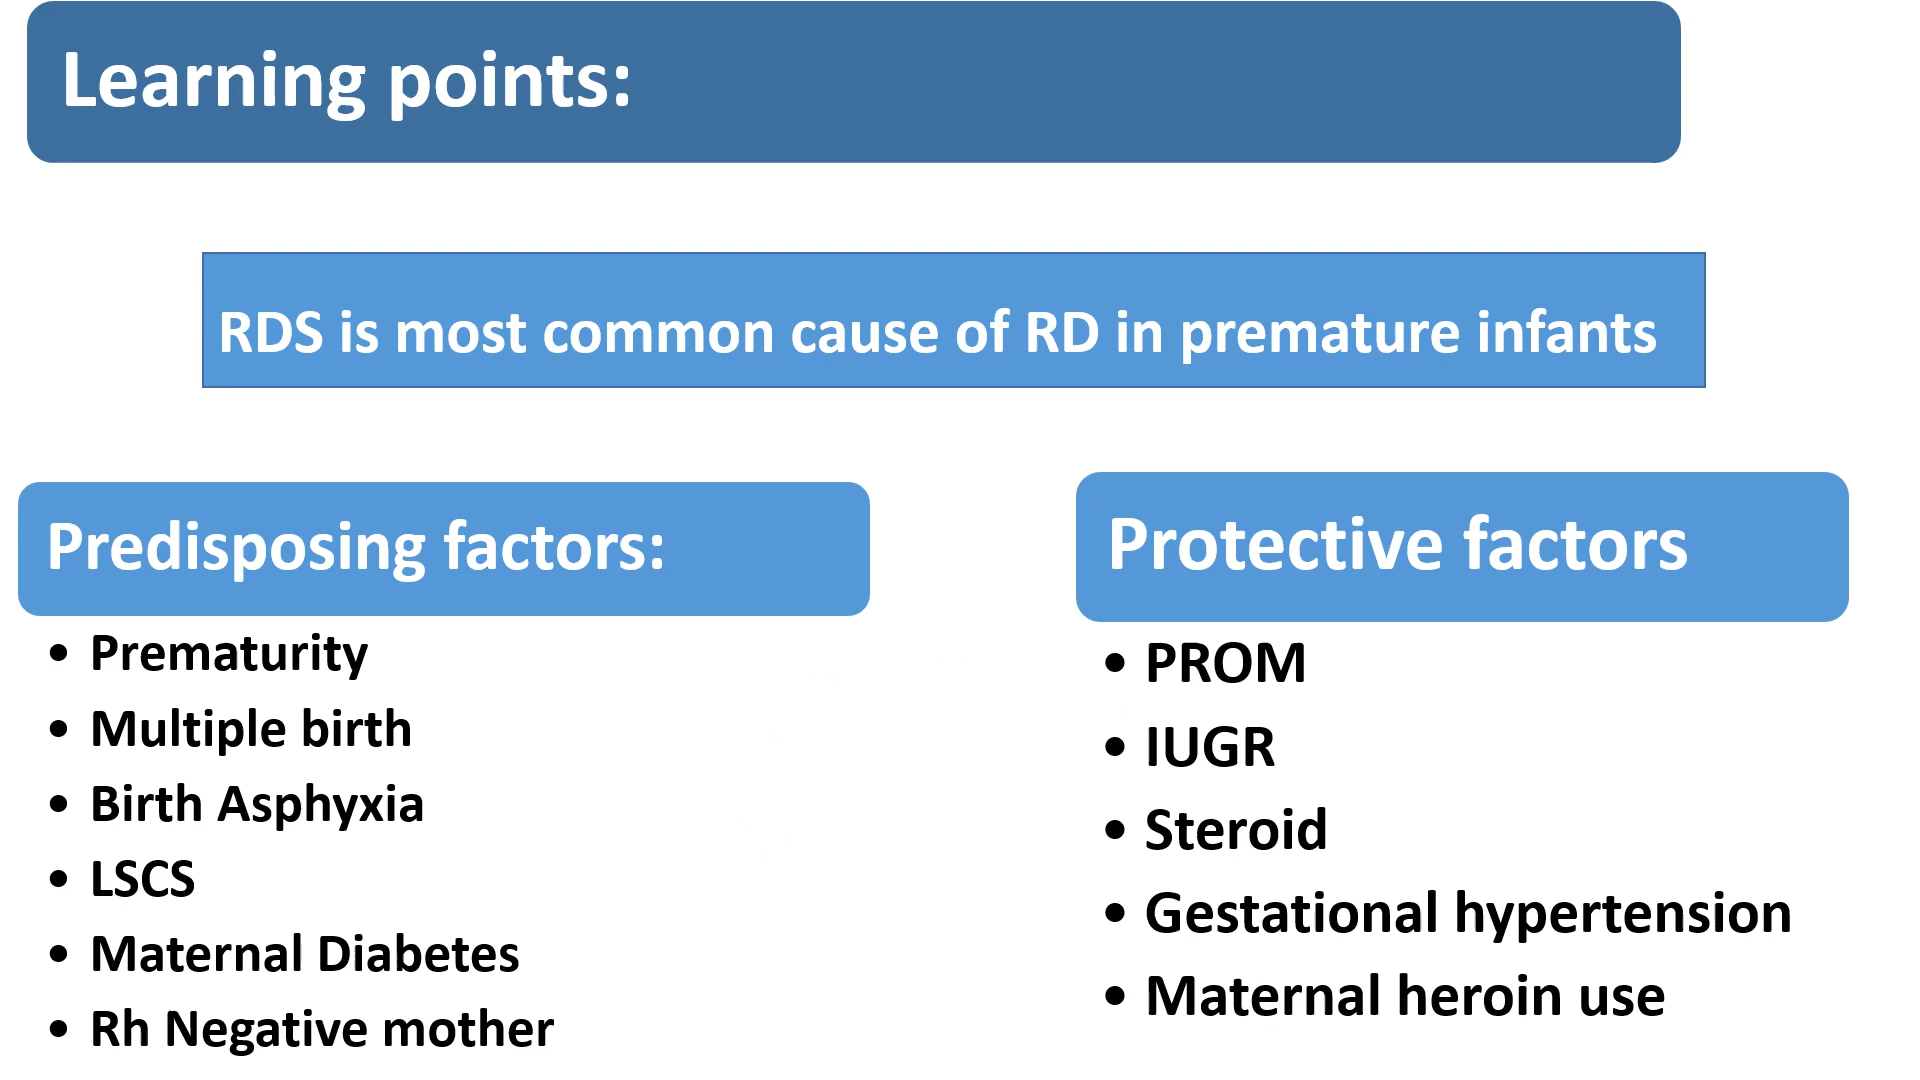 Learning points:
RDS is most common cause of RD in premature infants
Predisposing factors:
• Prematurity
• Multiple birth
• Birth Asphyxia
• LSCS
• Maternal Diabetes
• Rh Negative mother
Protective factors
• PROM
• IUGR
• Steroid
• Gestational hypertension
• Maternal heroin use